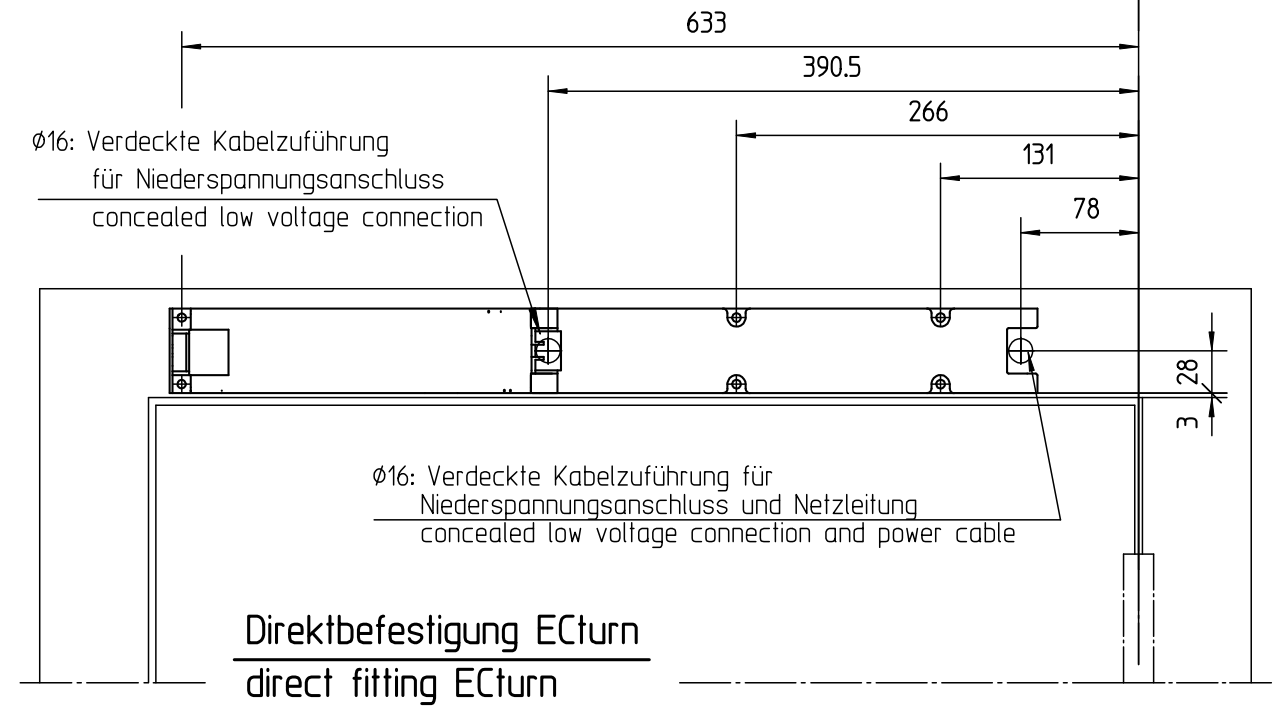 633
390.5
266
131
78
Ø16: Verdeckte Kabelzuführung
für Niederspannungsanschluss
concealed low voltage connection
28
3
Ø16: Verdeckte Kabelzuführung für
Niederspannungsanschluss und Netzleitung
concealed low voltage connection and power cable
Direktbefestigung ECturn
direct fitting ECturn